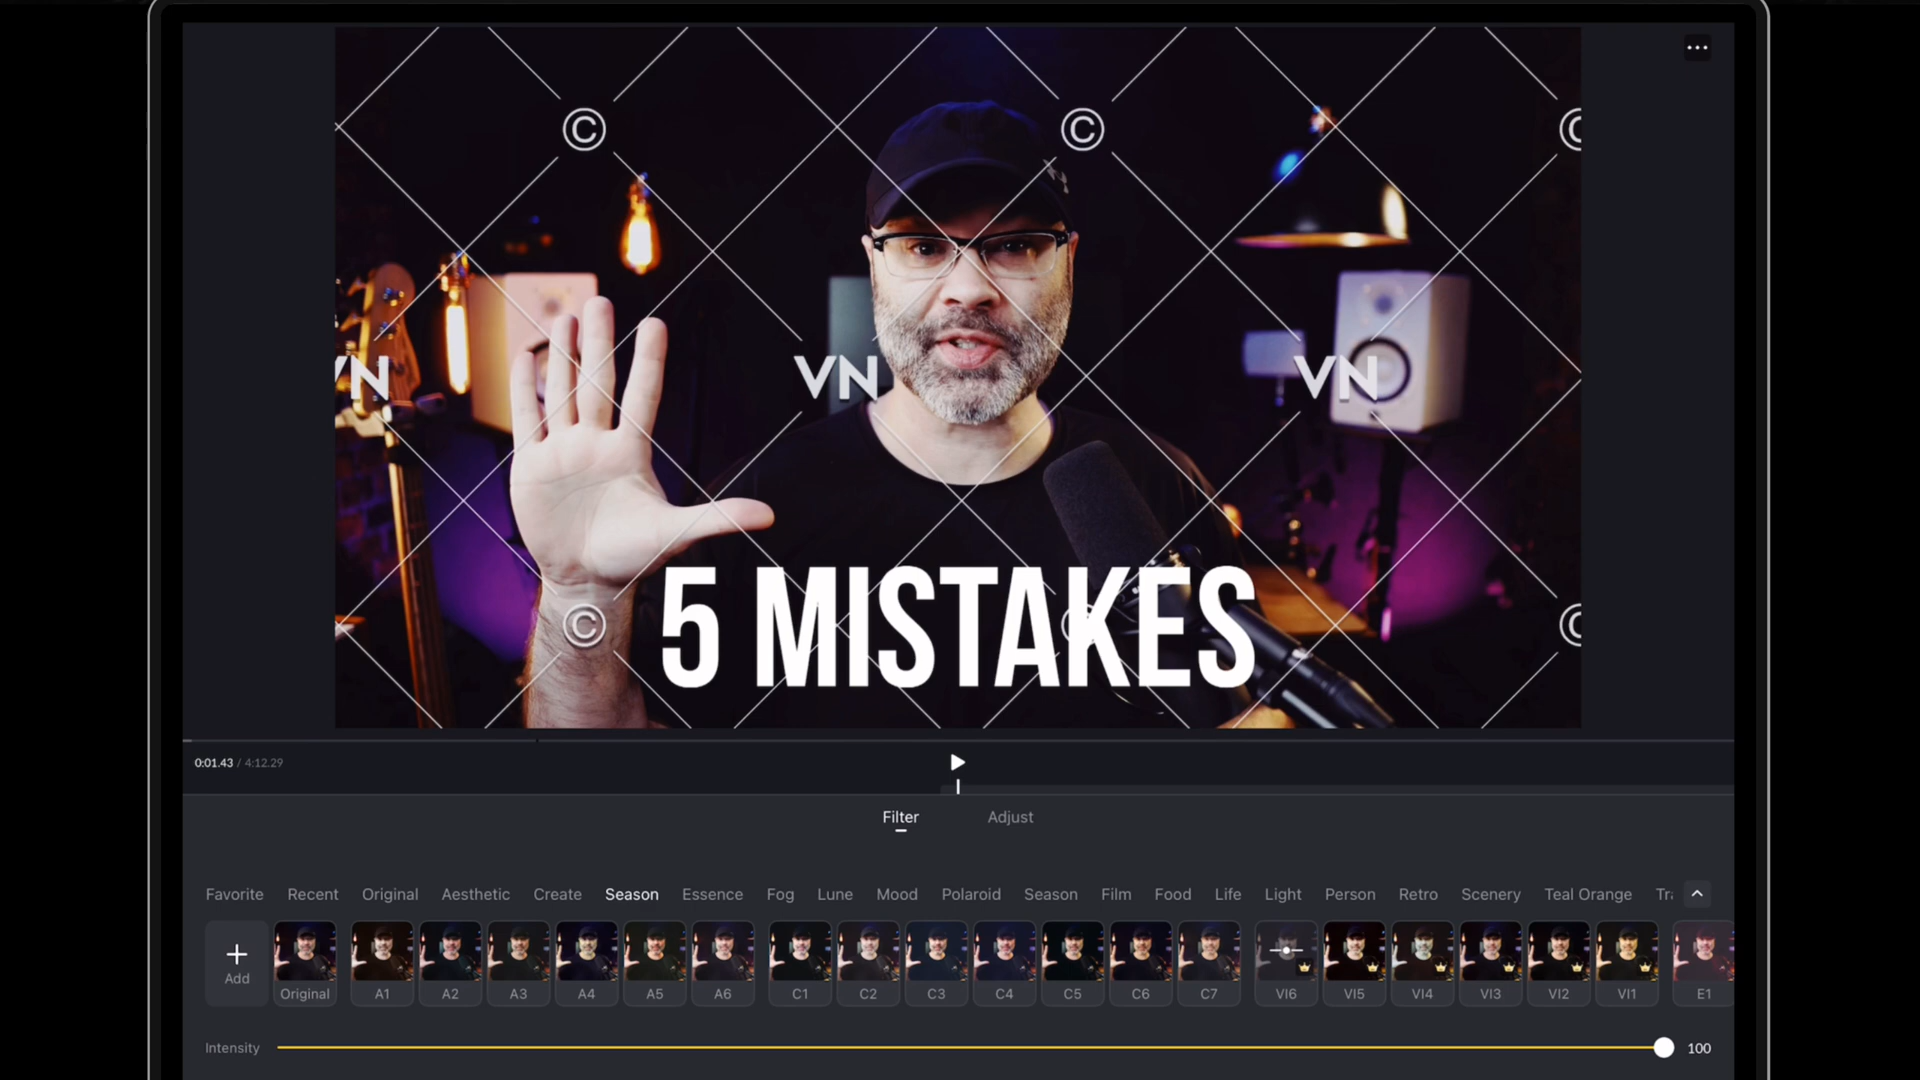 ©
©
©
VN
VN
VN
5 MISTAKES
©
©
©
0:01.43 / 4:12.29
Filter
Adjust
Favorite Recent Original Aesthetic Create Season Essence Fog Lune Mood Polaroid Season Film Food Life Light Person Retro Scenery Teal Orange
Add Original A1 A2 A3 A4 A5 A6 C1 C2 C3 C4 C5 C6 C7 VI6 VI5 VI4 VI3 VI2 VI1 E1
Intensity 100